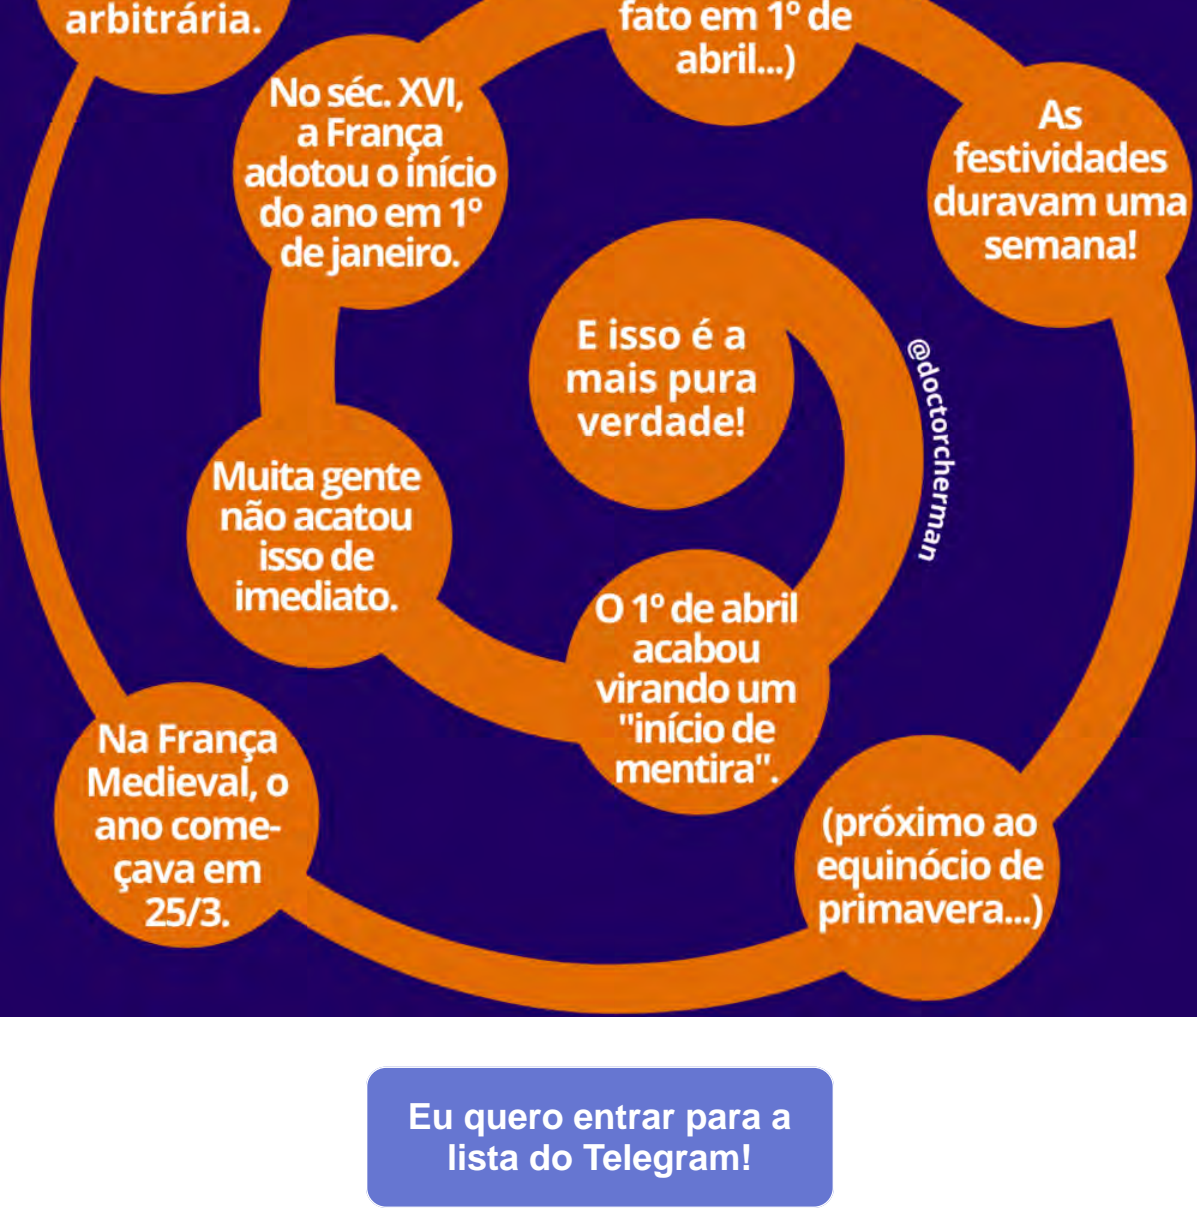 arbitrária.
Na França
Medieval, o
ano come-
çava em
25/3.
(próximo ao
equinócio de
primavera...)
As
festividades
duravam uma
semana!
fato em 1º de
abril...)
No séc. XVI,
a França
adotou o início
do ano em 1º
de janeiro.
Muita gente
não acatou
isso de
imediato.
O 1º de abril
acabou
virando um
"início de
mentira".
E isso é a
mais pura
verdade!
@doctorcherman
Eu quero entrar para a
lista do Telegram!